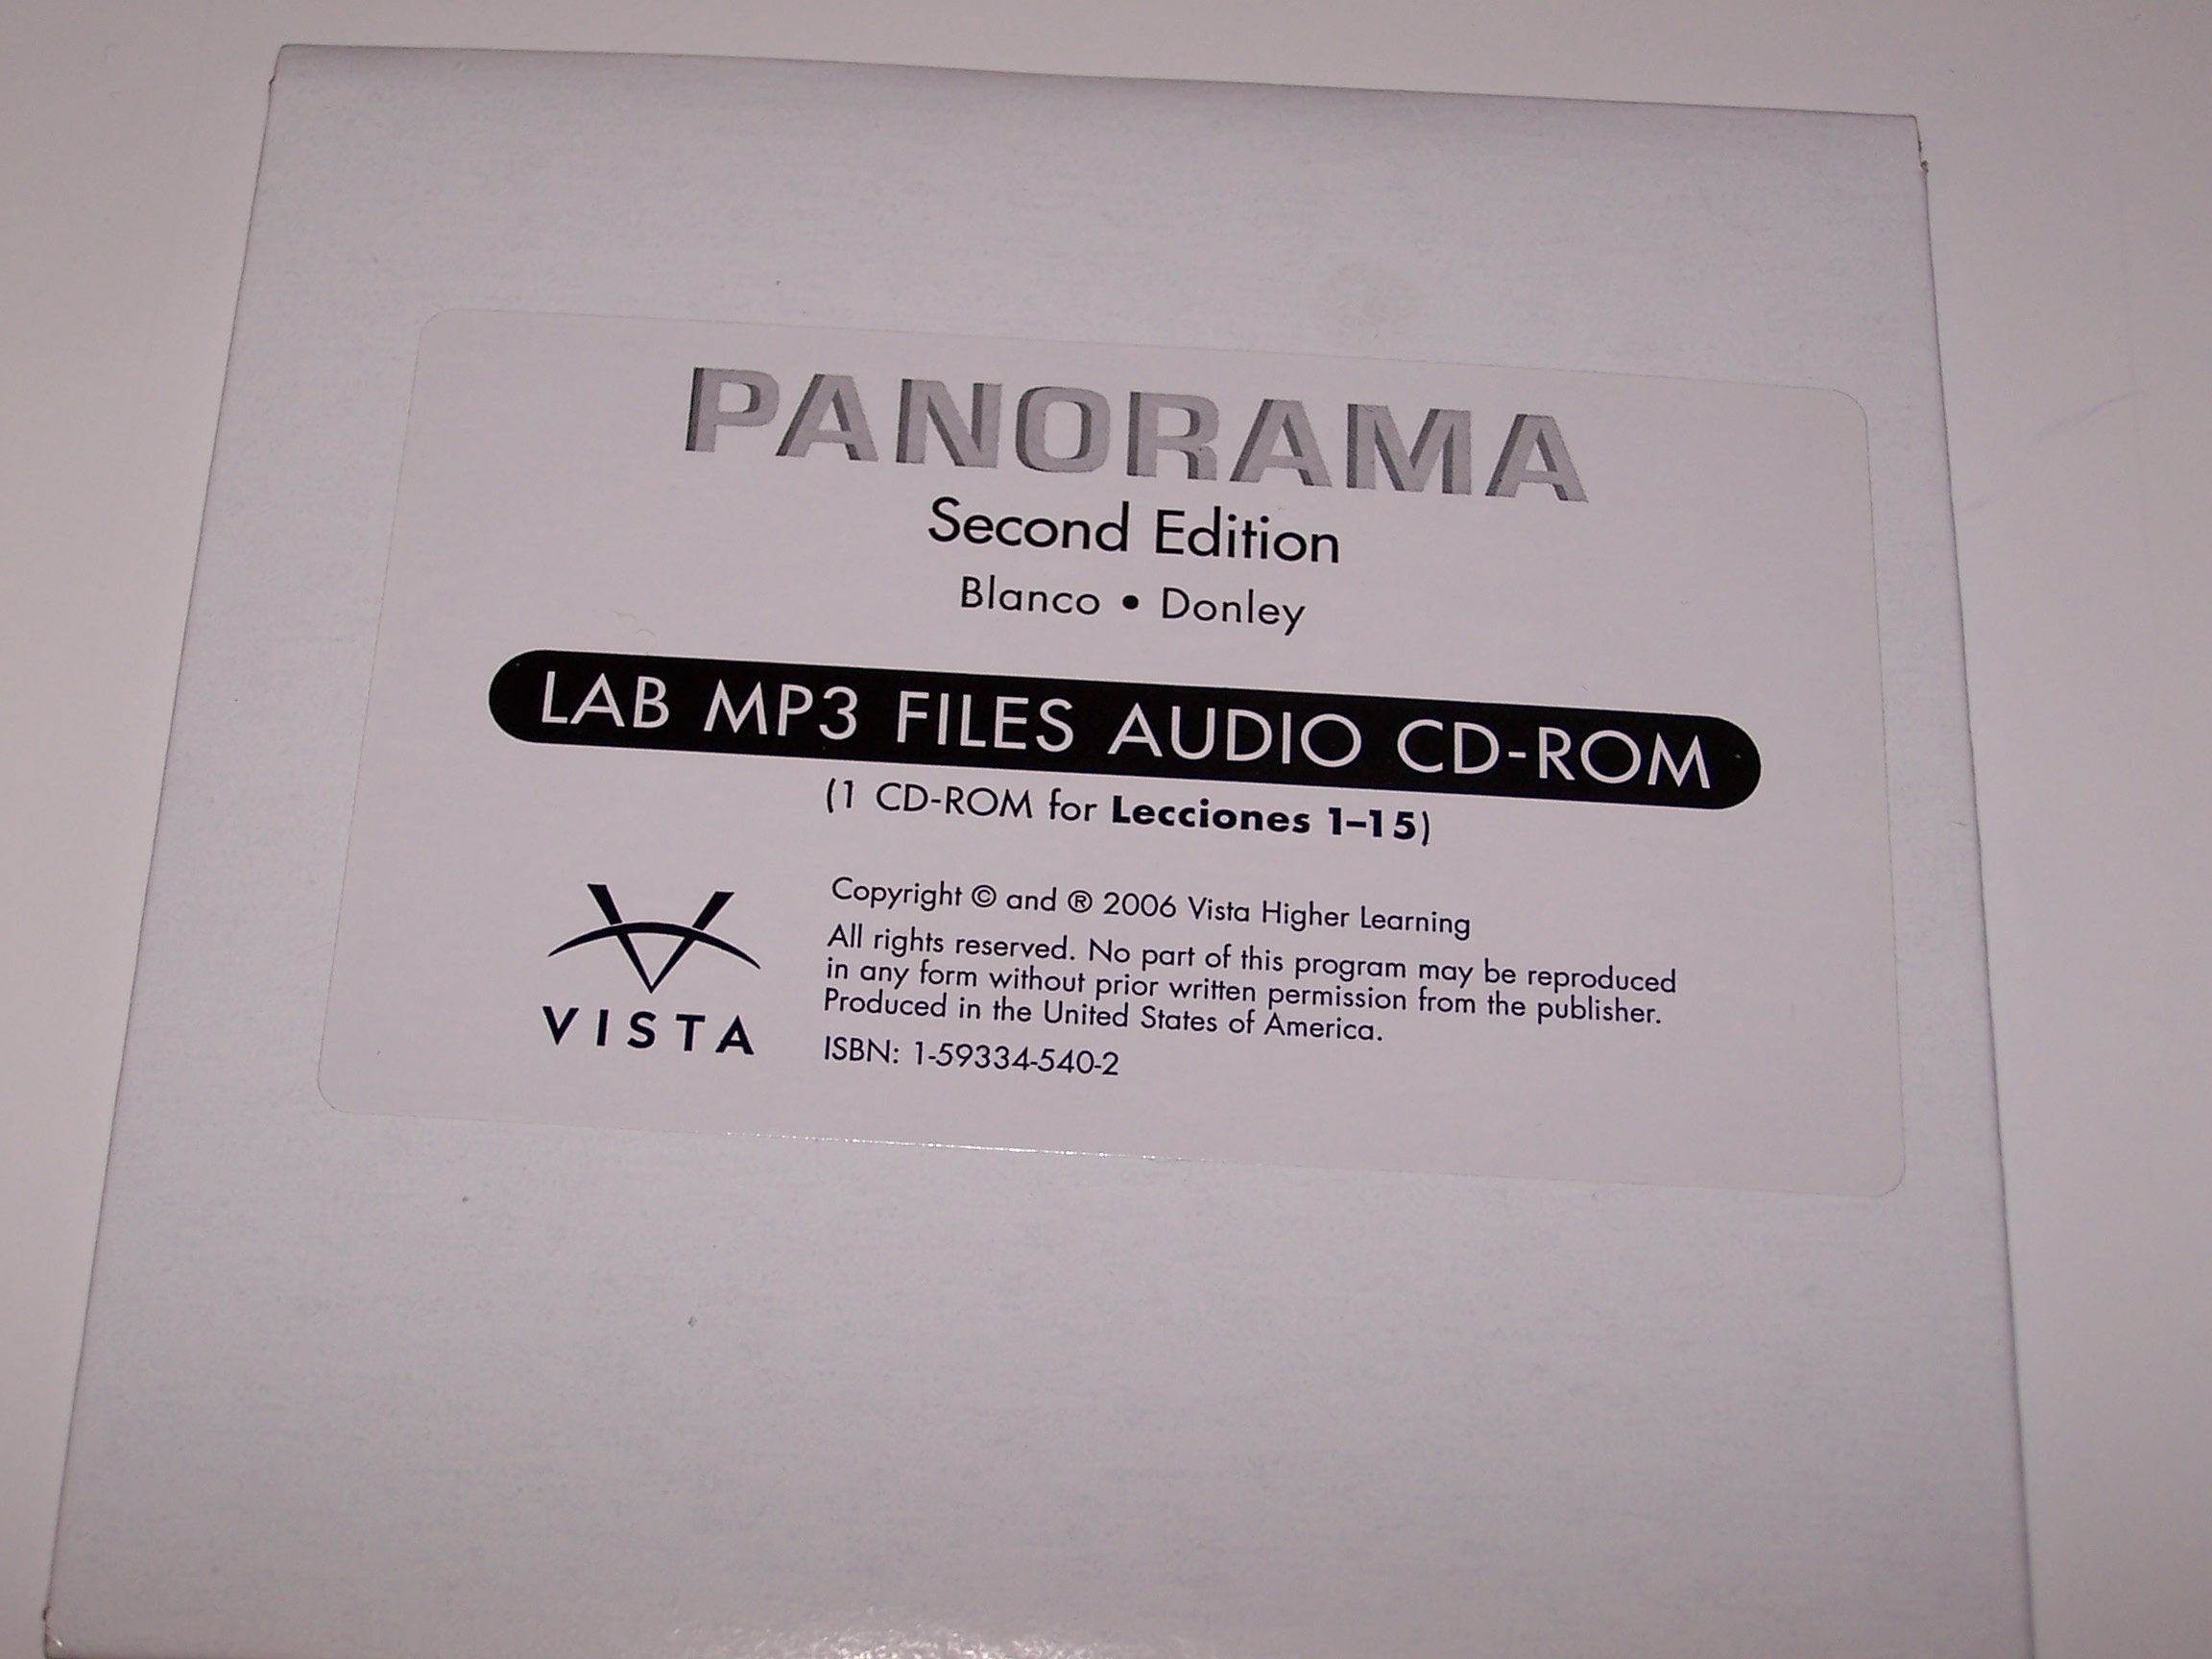 PANORAMA
Second Edition
Blanco • Donley
LAB MP3 FILES AUDIO CD-ROM
(1 CD-ROM for Lecciones 1–15)
VISTA
Copyright © and ® 2006 Vista Higher Learning
All rights reserved. No part of this program may be reproduced
in any form without prior written permission from the publisher.
Produced in the United States of America.
ISBN: 1-59334-540-2